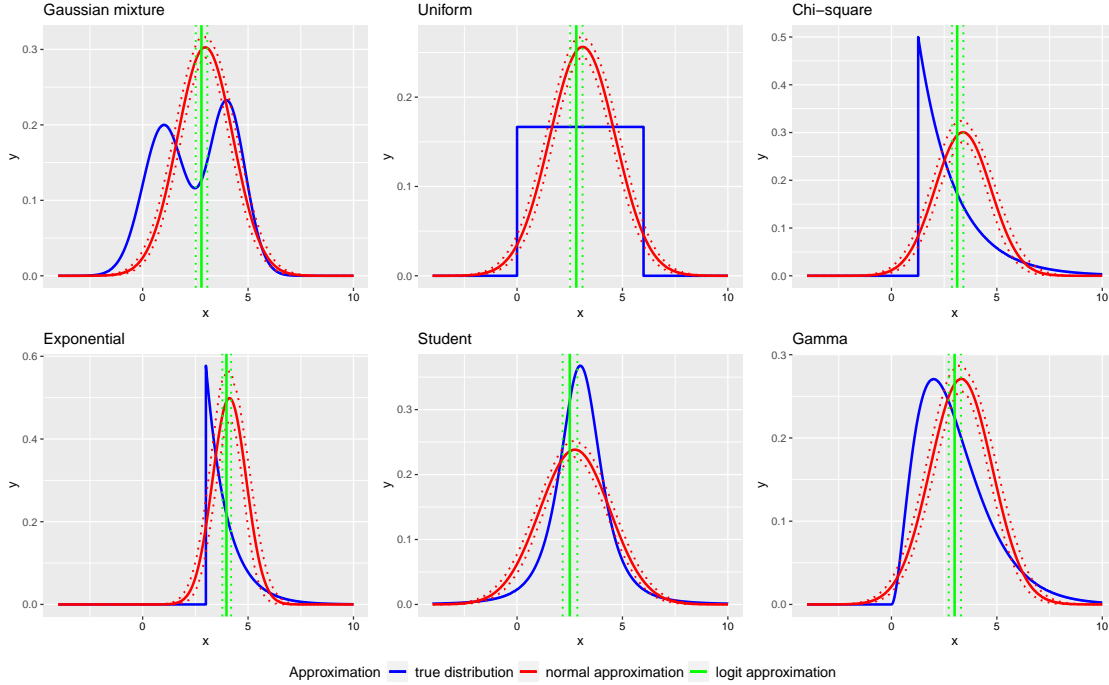 Gaussian mixture
Uniform
Chi−square
y
0.3
0.2
0.1
0.0
0
5
10
x
y
0.2
0.1
0.0
0
5
10
x
y
0.5
0.4
0.3
0.2
0.1
0.0
0
5
10
x
Exponential
Student
Gamma
y
0.6
0.4
0.2
0.0
0
5
10
x
y
0.3
0.2
0.1
0.0
0
5
10
x
y
0.3
0.2
0.1
0.0
0
5
10
x
Approximation true distribution normal approximation logit approximation